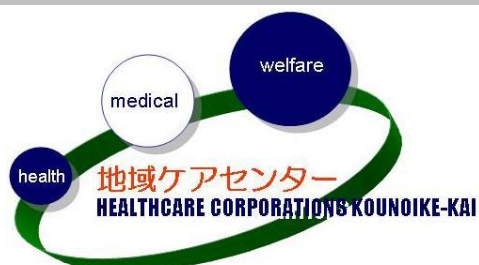 welfare
medical
health
地域ケアセンター
HEALTHCARE CORPORATIONS KOUNOIKE-KAI